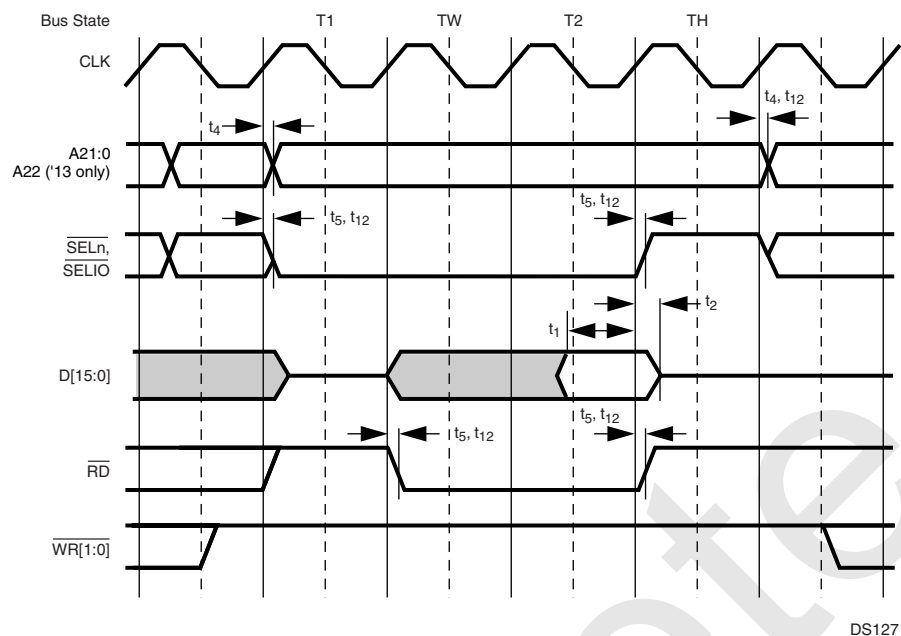 Bus State T1 TW T2 TH
CLK
t4 t4, t12
A21:0
A22 ('13 only)
t5, t12 t5, t12
SELn,
SELIO
t1 t2
D[15:0]
t5, t12 t5, t12
RD
WR[1:0]
DS127